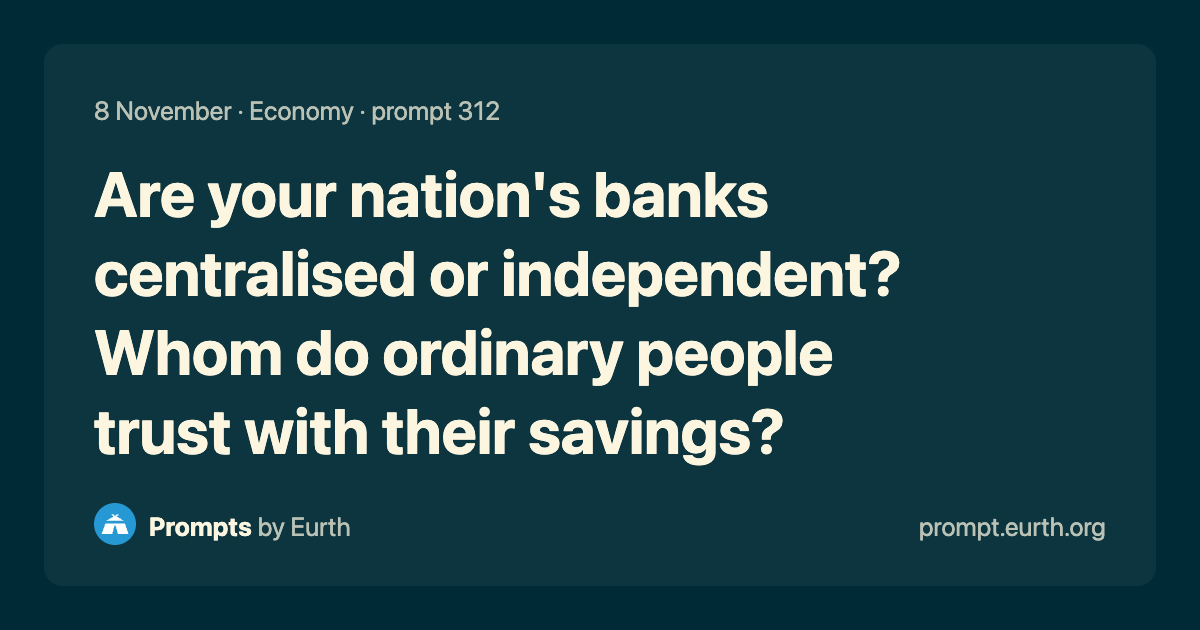 8 November · Economy · prompt 312
Are your nation's banks
centralised or independent?
Whom do ordinary people
trust with their savings?
Prompts by Eurth
prompt.eurth.org